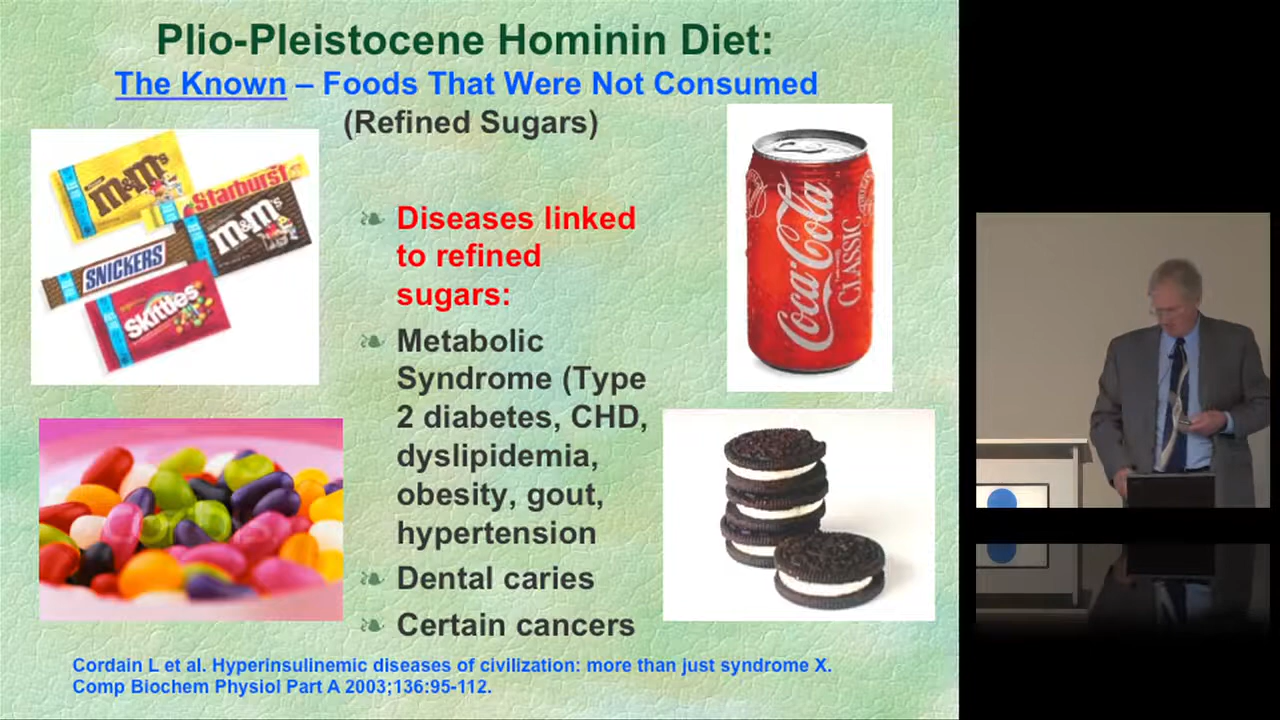 Plio-Pleistocene Hominin Diet:
The Known – Foods That Were Not Consumed
(Refined Sugars)
m&m's
Starburst
m&m's
SNICKERS
Skittles
Coca-Cola
CLASSIC
Diseases linked
to refined
sugars:
Metabolic
Syndrome (Type
2 diabetes, CHD,
dyslipidemia,
obesity, gout,
hypertension
Dental caries
Certain cancers
Cordain L et al. Hyperinsulinemic diseases of civilization: more than just syndrome X.
Comp Biochem Physiol Part A 2003;136:95-112.